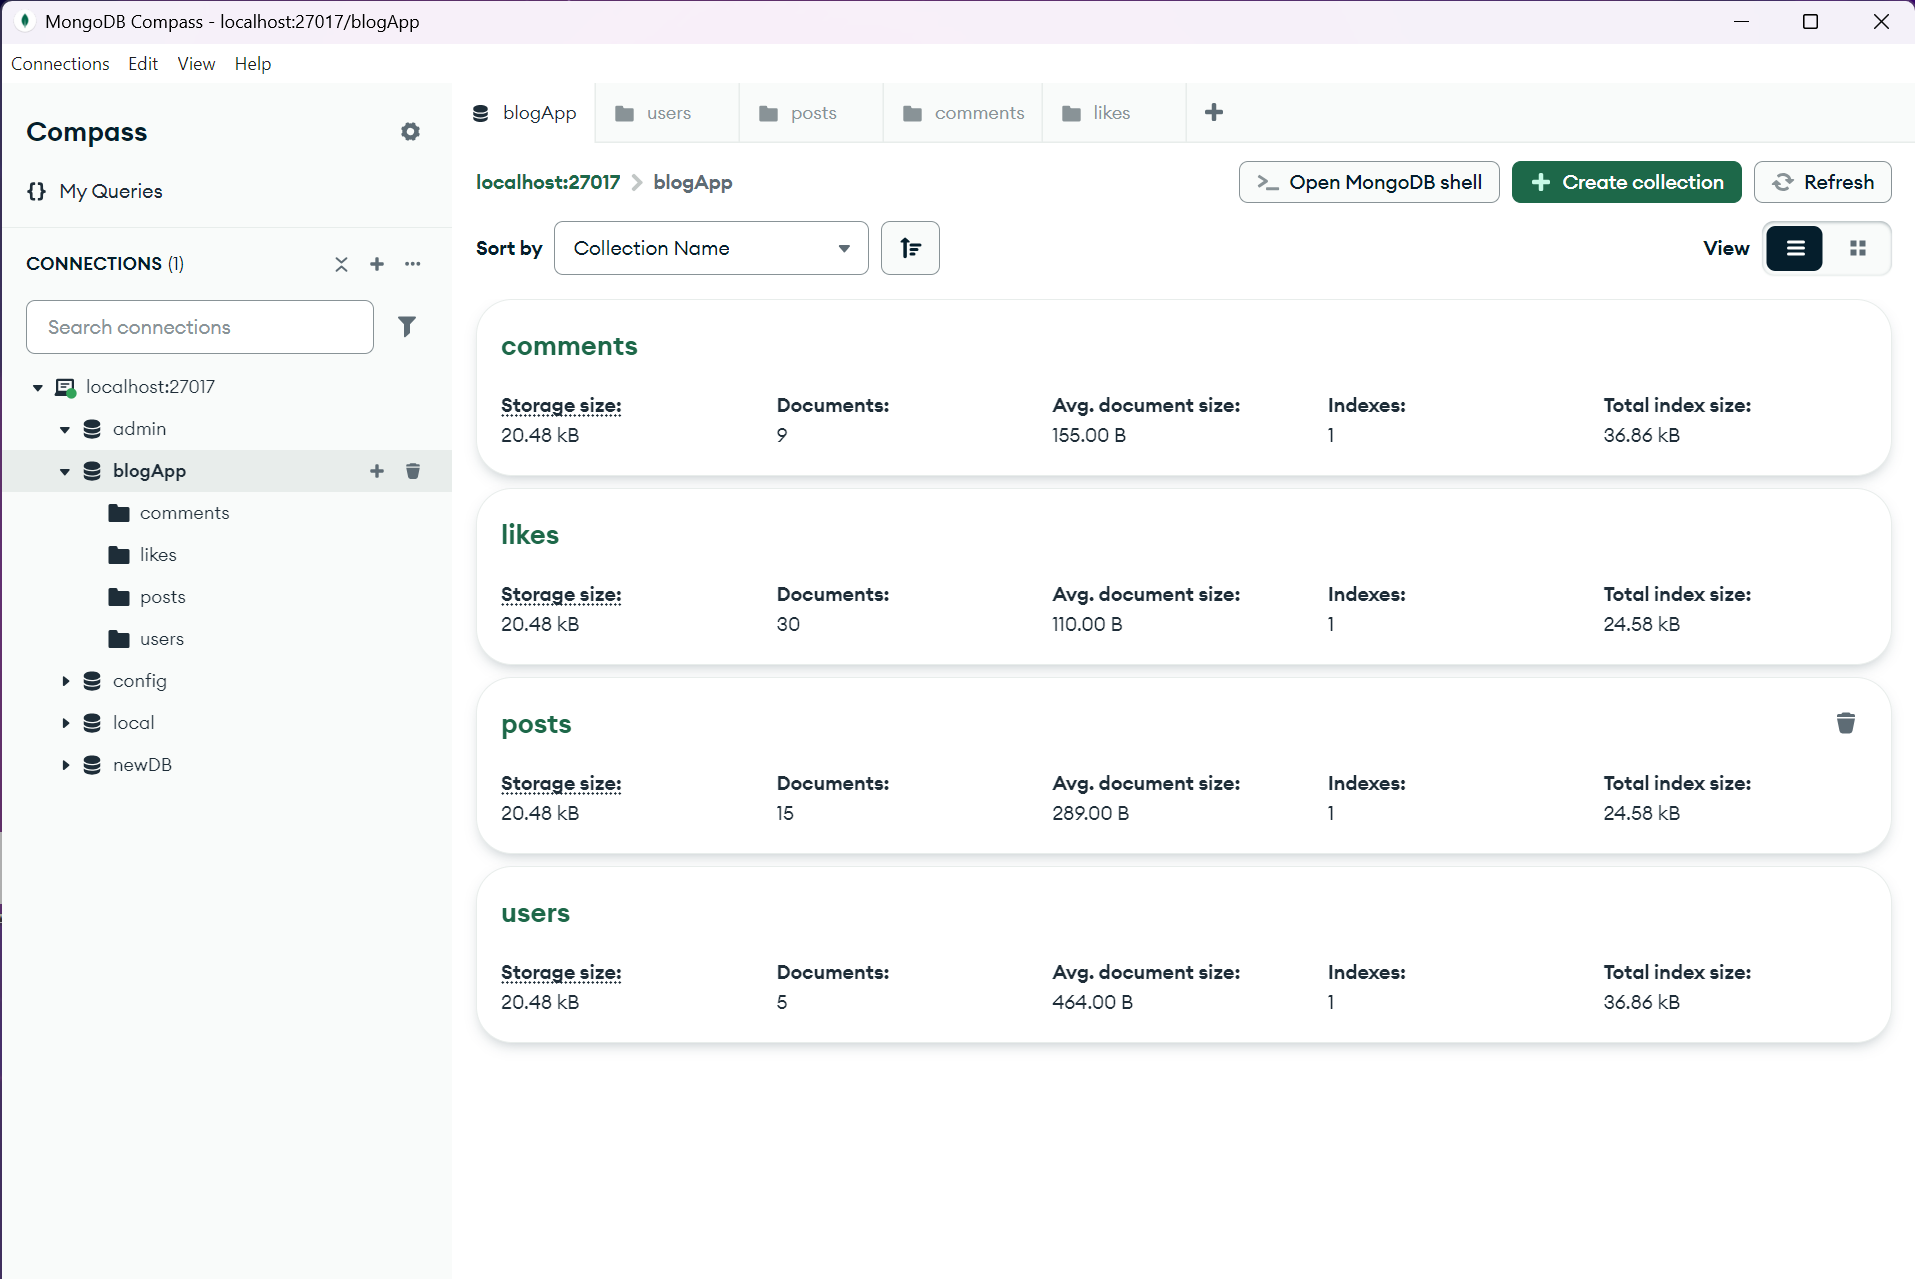 MongoDB Compass - localhost:27017/blogApp
Connections Edit View Help
Compass
{} My Queries
CONNECTIONS (1)
Search connections
localhost:27017
admin
blogApp
comments
likes
posts
users
config
local
newDB
blogApp users posts comments likes
localhost:27017 > blogApp
>_ Open MongoDB shell + Create collection Refresh
Sort by Collection Name View
comments
Storage size: Documents: Avg. document size: Indexes: Total index size:
20.48 kB 9 155.00 B 1 36.86 kB
likes
Storage size: Documents: Avg. document size: Indexes: Total index size:
20.48 kB 30 110.00 B 1 24.58 kB
posts
Storage size: Documents: Avg. document size: Indexes: Total index size:
20.48 kB 15 289.00 B 1 24.58 kB
users
Storage size: Documents: Avg. document size: Indexes: Total index size:
20.48 kB 5 464.00 B 1 36.86 kB